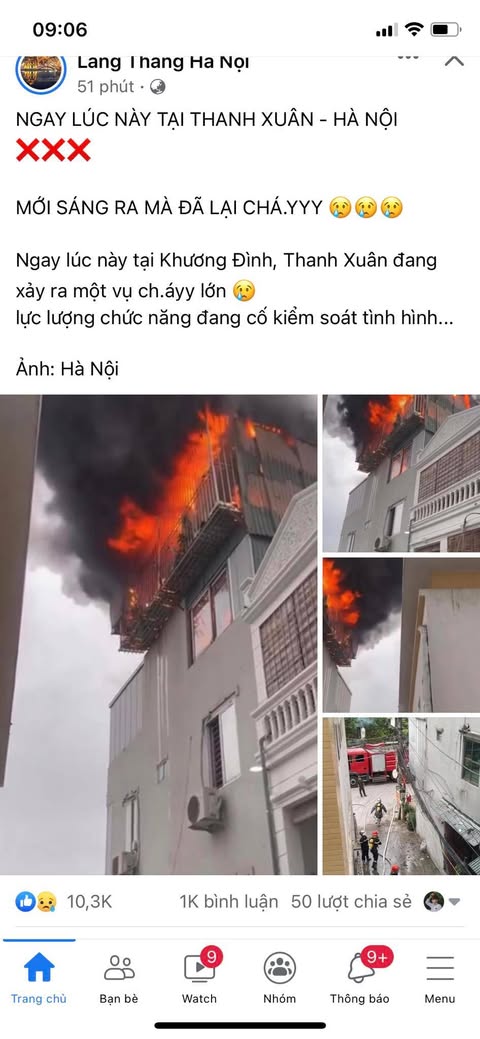 09:06
Lang Thang Hà Nội
51 phút ·
NGAY LÚC NÀY TẠI THANH XUÂN - HÀ NỘI
❌❌❌
MỚI SÁNG RA MÀ ĐÃ LẠI CHÁ.YYY 😢😢😢
Ngay lúc này tại Khương Đình, Thanh Xuân đang
xảy ra một vụ ch.áyy lớn 😢
lực lượng chức năng đang cố kiểm soát tình hình...
Ảnh: Hà Nội
10,3K 1K bình luận 50 lượt chia sẻ
9 9+
Trang chủ Bạn bè Watch Nhóm Thông báo Menu